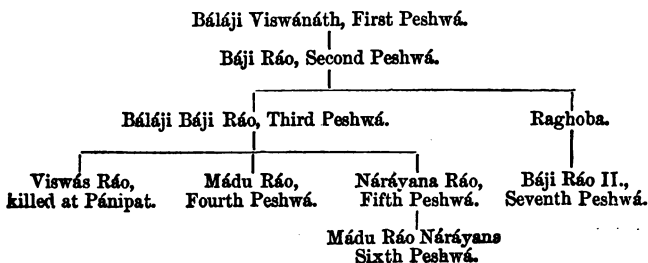 Báláji Viswánáth, First Peshwá.
Báji Ráo, Second Peshwá.
Báláji Báji Ráo, Third Peshwá. Raghoba.
Viswás Ráo, Mádu Ráo, Náráyana Ráo, Báji Ráo II.,
killed at Pánipat. Fourth Peshwá. Fifth Peshwá. Seventh Peshwá.
Mádu Ráo Náráyana
Sixth Peshwá.